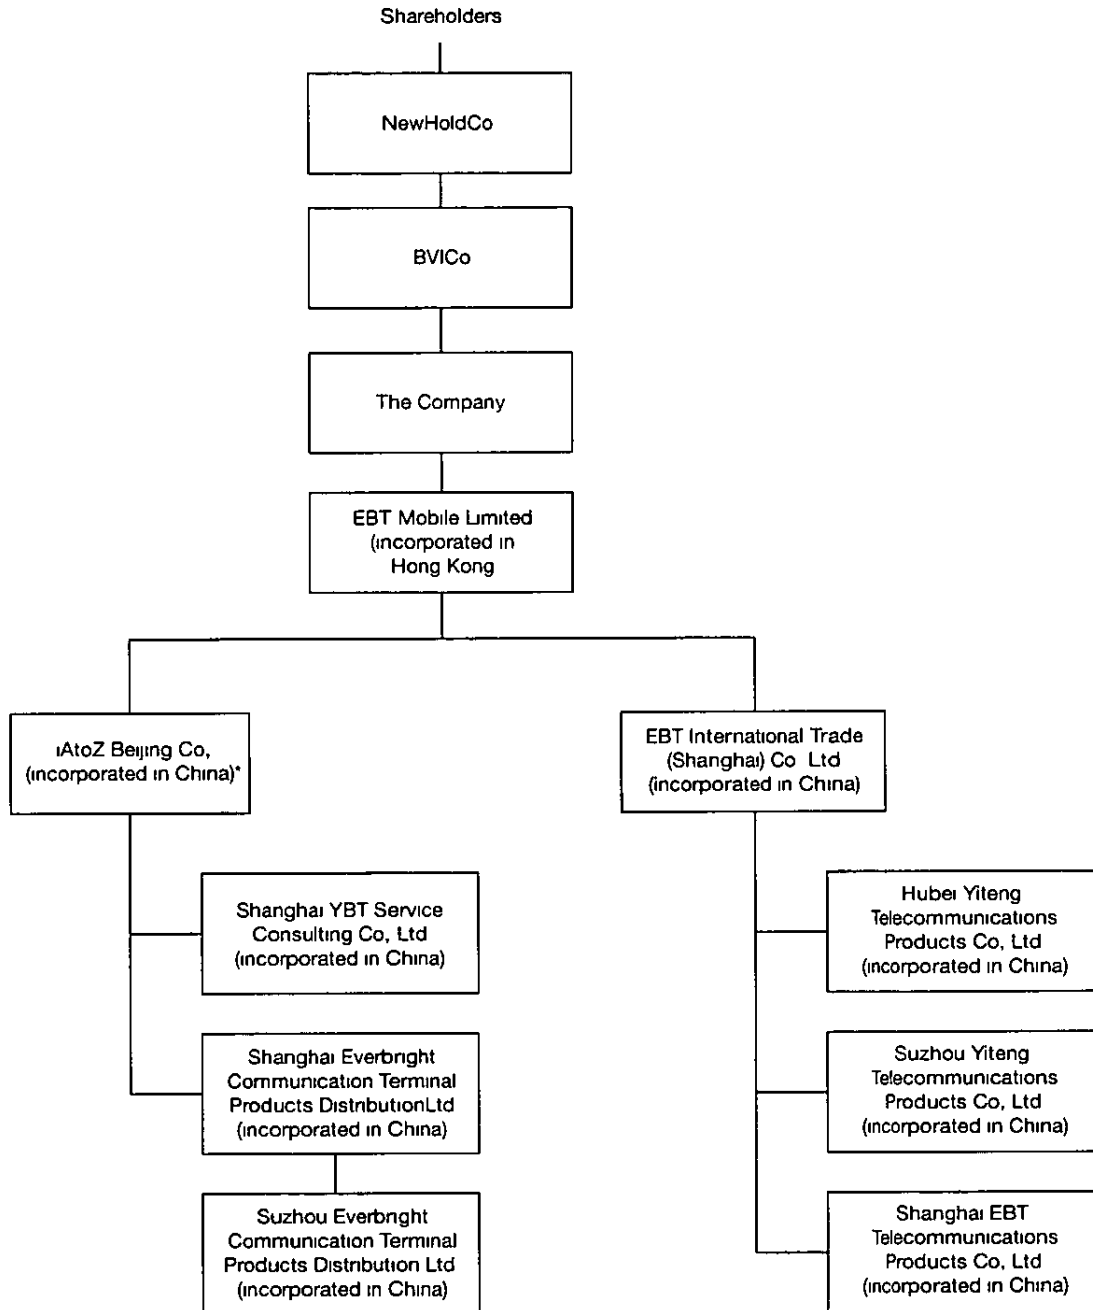 Shareholders
NewHoldCo
BVICo
The Company
EBT Mobile Limited
(incorporated in
Hong Kong
iAtoZ Beijing Co,
(incorporated in China)*
EBT International Trade
(Shanghai) Co Ltd
(incorporated in China)
Shanghai YBT Service
Consulting Co, Ltd
(incorporated in China)
Hubei Yiteng
Telecommunications
Products Co, Ltd
(incorporated in China)
Shanghai Everbright
Communication Terminal
Products DistributionLtd
(incorporated in China)
Suzhou Yiteng
Telecommunications
Products Co, Ltd
(incorporated in China)
Suzhou Everbright
Communication Terminal
Products Distribution Ltd
(incorporated in China)
Shanghai EBT
Telecommunications
Products Co, Ltd
(incorporated in China)